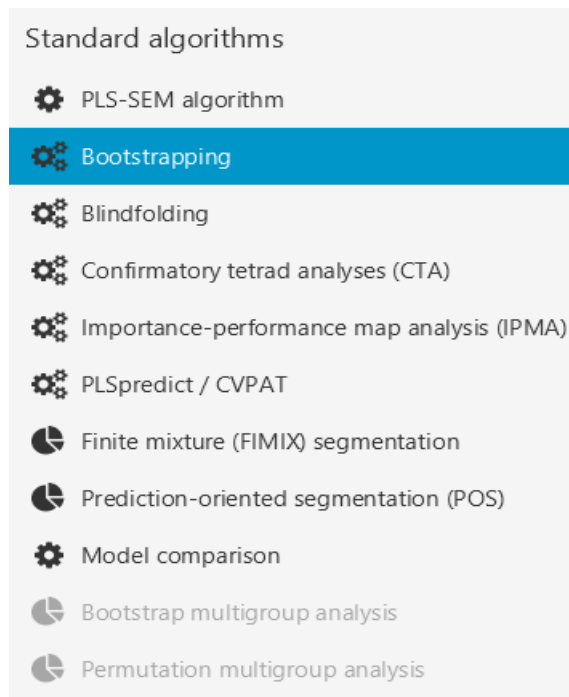 Standard algorithms
PLS-SEM algorithm
Bootstrapping
Blindfolding
Confirmatory tetrad analyses (CTA)
Importance-performance map analysis (IPMA)
PLSpredict / CVPAT
Finite mixture (FIMIX) segmentation
Prediction-oriented segmentation (POS)
Model comparison
Bootstrap multigroup analysis
Permutation multigroup analysis